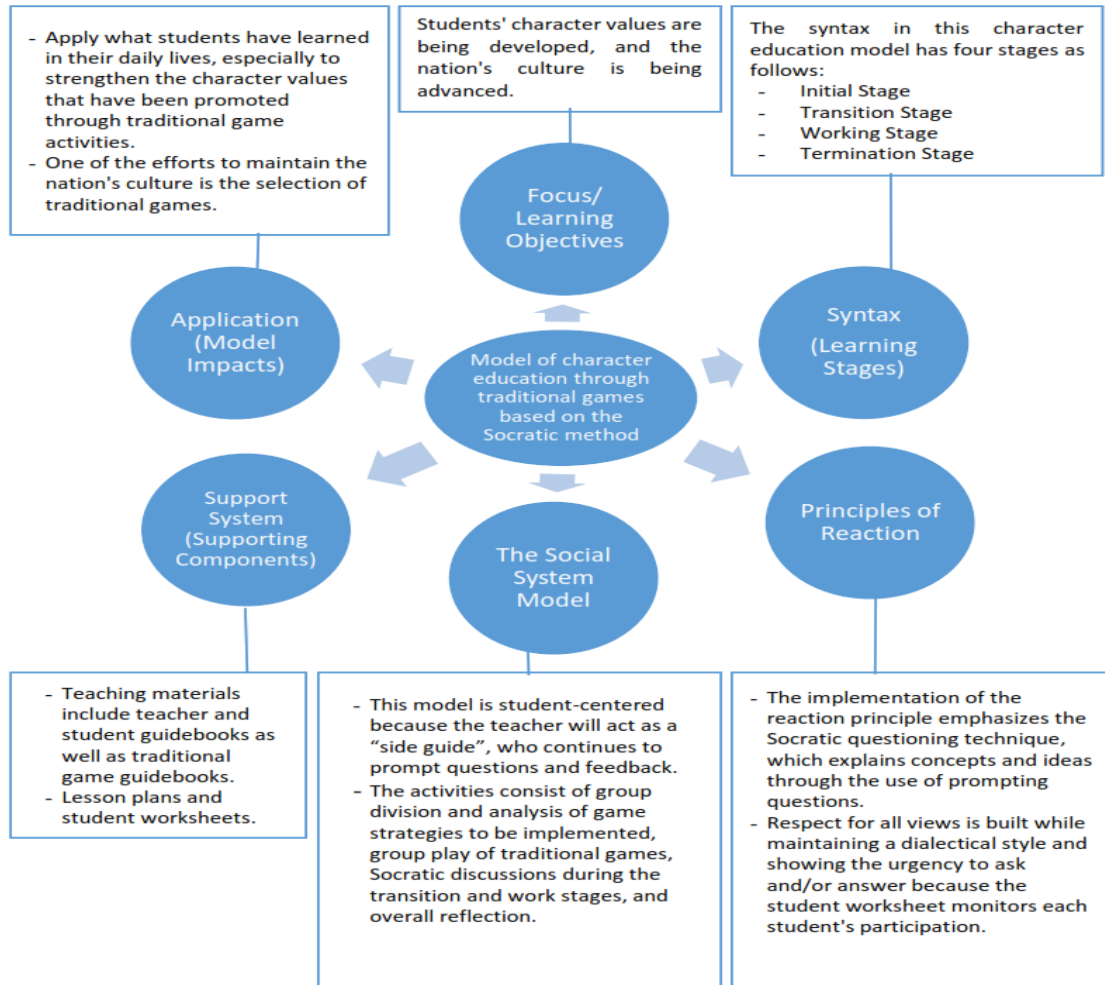 - Apply what students have learned
in their daily lives, especially to
strengthen the character values
that have been promoted
through traditional game
activities.
- One of the efforts to maintain the
nation's culture is the selection of
traditional games.
Students' character values are
being developed, and the
nation's culture is being
advanced.
The syntax in this character
education model has four stages as
follows:
- Initial Stage
- Transition Stage
- Working Stage
- Termination Stage
Focus/
Learning
Objectives
Application
(Model
Impacts)
Syntax
(Learning
Stages)
Model of character
education through
traditional games
based on the
Socratic method
Support
System
(Supporting
Components)
The Social
System
Model
Principles of
Reaction
- Teaching materials
include teacher and
student guidebooks as
well as traditional
game guidebooks.
- Lesson plans and
student worksheets.
- This model is student-centered
because the teacher will act as a
“side guide”, who continues to
prompt questions and feedback.
- The activities consist of group
division and analysis of game
strategies to be implemented,
group play of traditional games,
Socratic discussions during the
transition and work stages, and
overall reflection.
- The implementation of the
reaction principle emphasizes the
Socratic questioning technique,
which explains concepts and ideas
through the use of prompting
questions.
- Respect for all views is built while
maintaining a dialectical style and
showing the urgency to ask
and/or answer because the
student worksheet monitors each
student's participation.